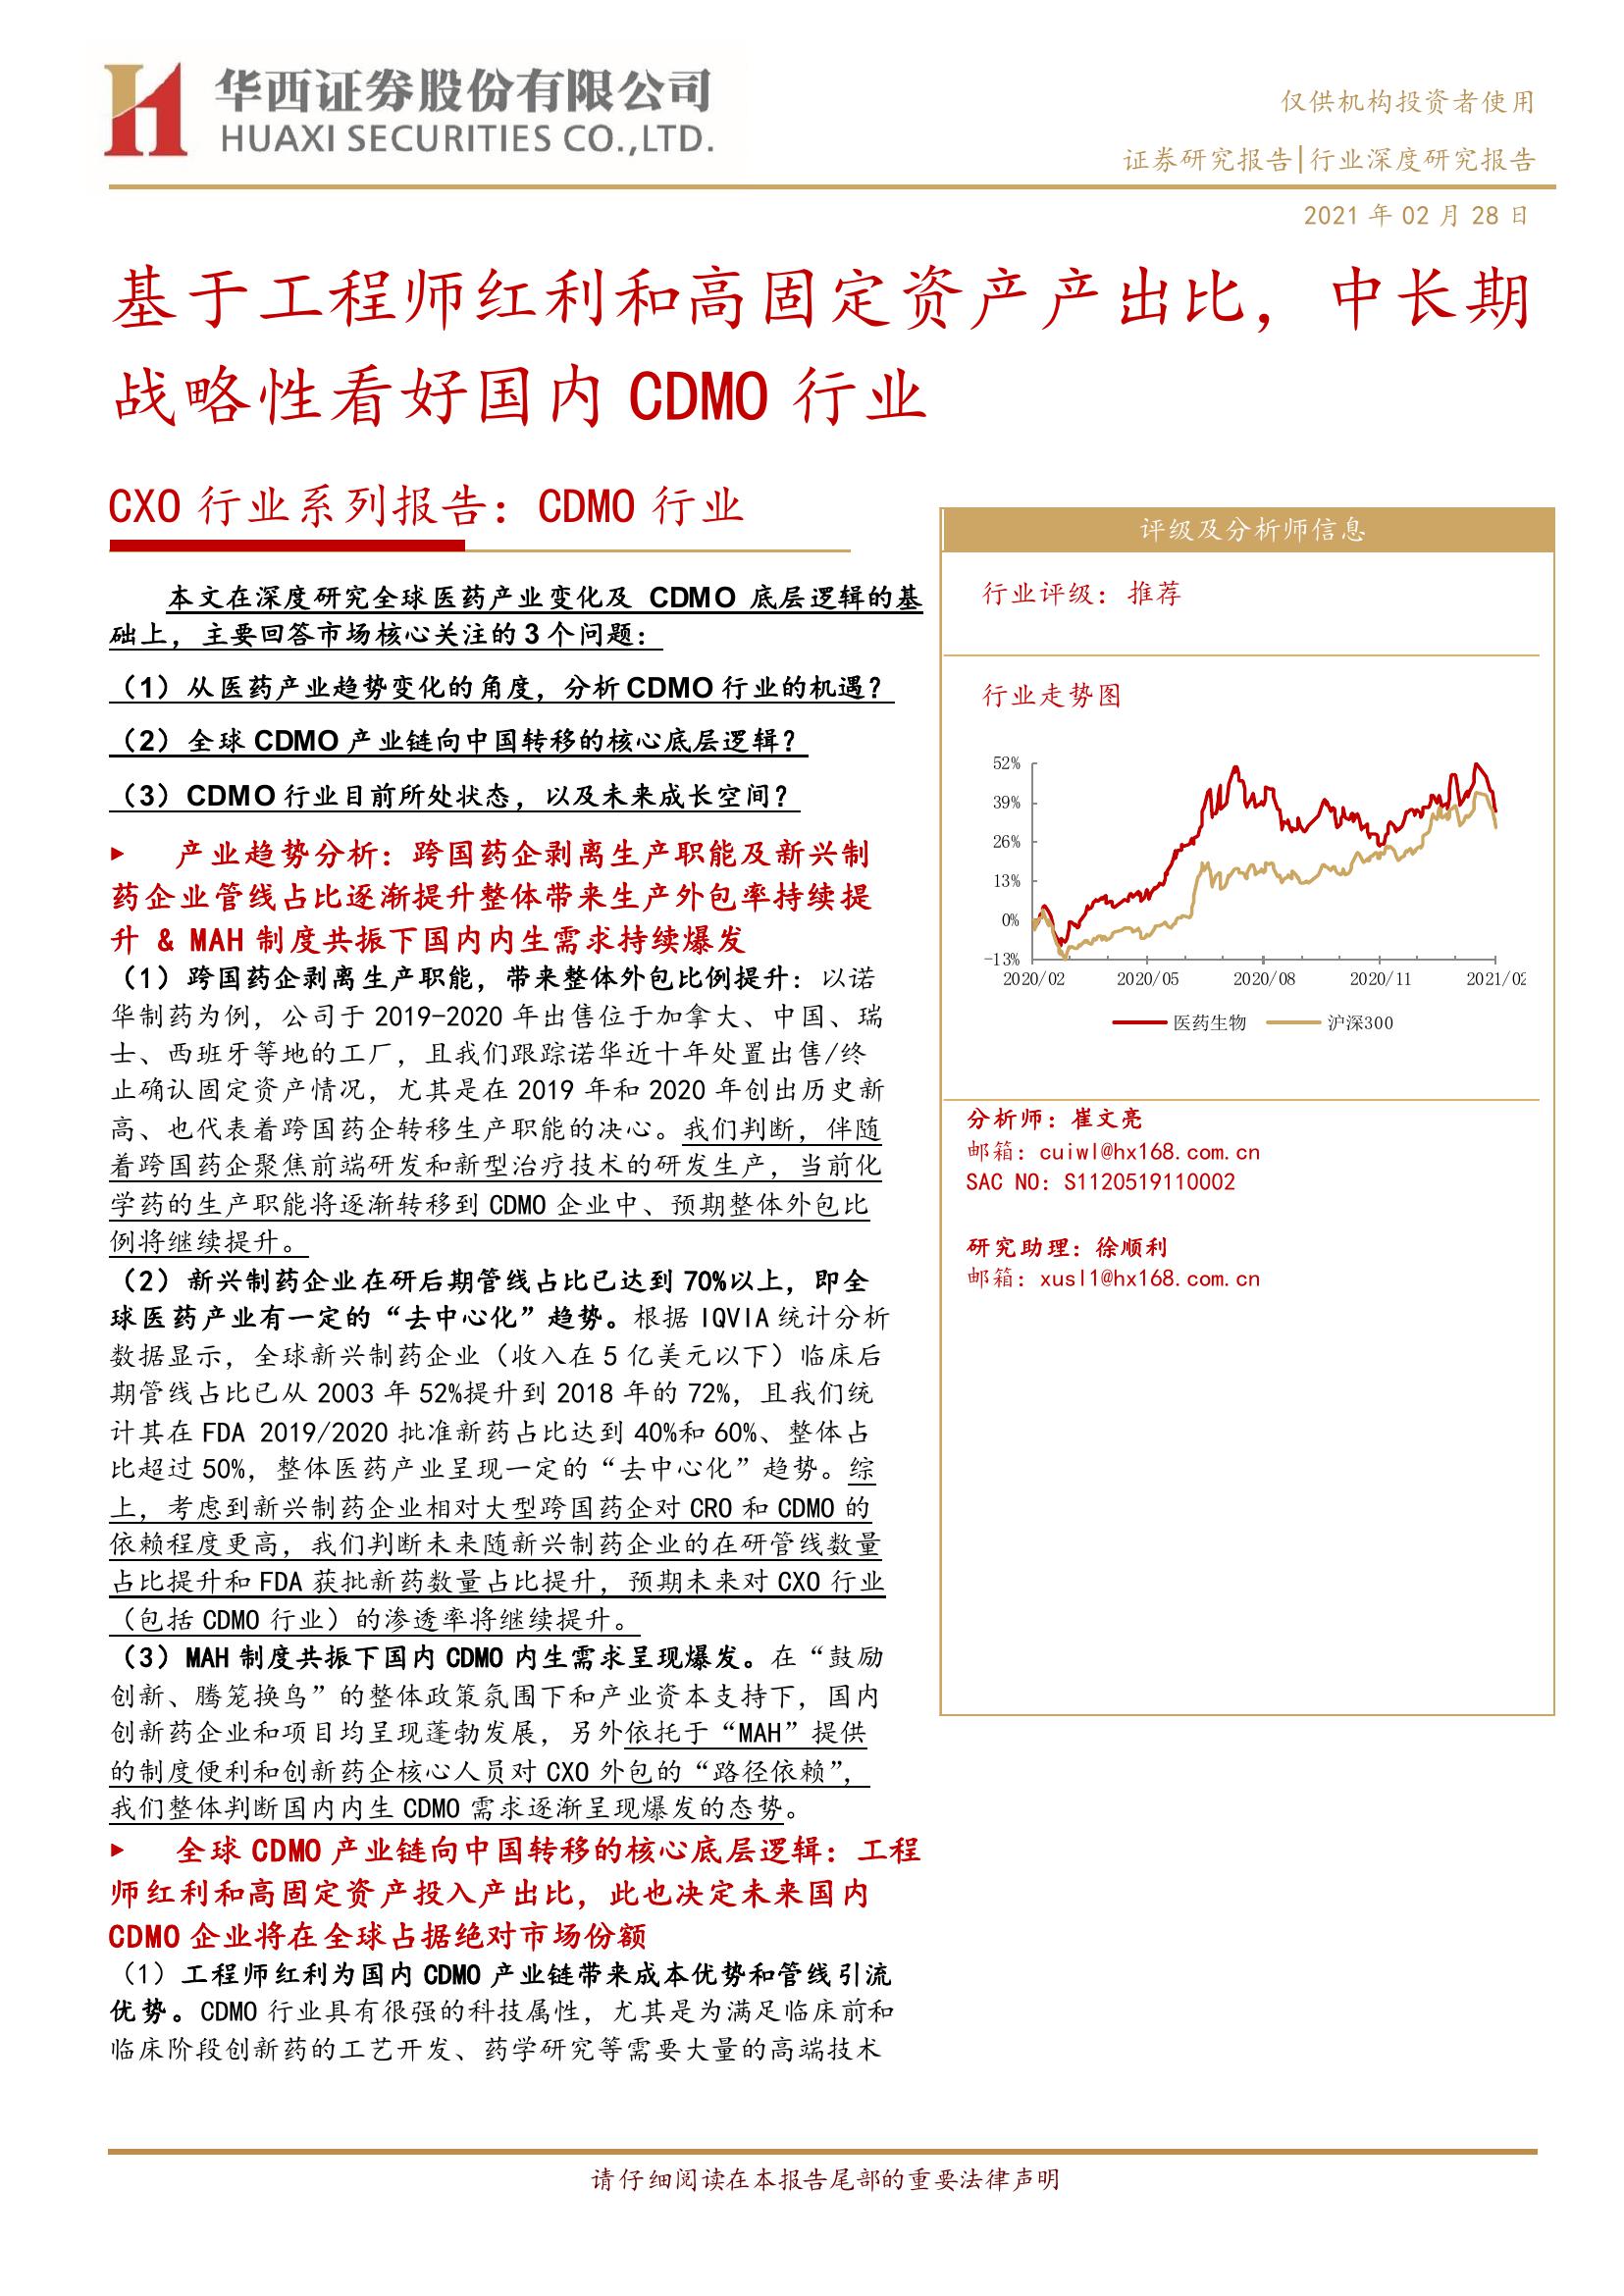 华西证券股份有限公司
HUAXI SECURITIES CO.,LTD.
仅供机构投资者使用
证券研究报告|行业深度研究报告
2021 年 02 月 28 日
基于工程师红利和高固定资产产出比，中长期
战略性看好国内 CDMO 行业
CXO 行业系列报告：CDMO 行业
本文在深度研究全球医药产业变化及 CDMO 底层逻辑的基
础上，主要回答市场核心关注的 3 个问题：
（1）从医药产业趋势变化的角度，分析 CDMO 行业的机遇？
（2）全球 CDMO 产业链向中国转移的核心底层逻辑？
（3）CDMO 行业目前所处状态，以及未来成长空间？
► 产业趋势分析：跨国药企剥离生产职能及新兴制
药企业管线占比逐渐提升整体带来生产外包率持续提
升 & MAH 制度共振下国内内生需求持续爆发
（1）跨国药企剥离生产职能，带来整体外包比例提升：以诺
华制药为例，公司于 2019-2020 年出售位于加拿大、中国、瑞
士、西班牙等地的工厂，且我们跟踪诺华近十年处置出售/终
止确认固定资产情况，尤其是在 2019 年和 2020 年创出历史新
高、也代表着跨国药企转移生产职能的决心。我们判断，伴随
着跨国药企聚焦前端研发和新型治疗技术的研发生产，当前化
学药的生产职能将逐渐转移到 CDMO 企业中、预期整体外包比
例将继续提升。
（2）新兴制药企业在研后期管线占比已达到 70%以上，即全
球医药产业有一定的“去中心化”趋势。根据 IQVIA 统计分析
数据显示，全球新兴制药企业（收入在 5 亿美元以下）临床后
期管线占比已从 2003 年 52%提升到 2018 年的 72%，且我们统
计其在 FDA 2019/2020 批准新药占比达到 40%和 60%、整体占
比超过 50%，整体医药产业呈现一定的“去中心化”趋势。综
上，考虑到新兴制药企业相对大型跨国药企对 CRO 和 CDMO 的
依赖程度更高，我们判断未来随新兴制药企业的在研管线数量
占比提升和 FDA 获批新药数量占比提升，预期未来对 CXO 行业
（包括 CDMO 行业）的渗透率将继续提升。
（3）MAH 制度共振下国内 CDMO 内生需求呈现爆发。在“鼓励
创新、腾笼换鸟”的整体政策氛围下和产业资本支持下，国内
创新药企业和项目均呈现蓬勃发展，另外依托于“MAH”提供
的制度便利和创新药企核心人员对 CXO 外包的“路径依赖”，
我们整体判断国内内生 CDMO 需求逐渐呈现爆发的态势。
► 全球 CDMO 产业链向中国转移的核心底层逻辑：工程
师红利和高固定资产投入产出比，此也决定未来国内
CDMO 企业将在全球占据绝对市场份额
（1）工程师红利为国内 CDMO 产业链带来成本优势和管线引流
优势。CDMO 行业具有很强的科技属性，尤其是为满足临床前和
临床阶段创新药的工艺开发、药学研究等需要大量的高端技术
评级及分析师信息
行业评级：推荐
行业走势图
52%
39%
26%
13%
0%
-13%
2020/02 2020/05 2020/08 2020/11 2021/02
医药生物 沪深300
分析师：崔文亮
邮箱：cuiwl@hx168.com.cn
SAC NO：S1120519110002
研究助理：徐顺利
邮箱：xusl1@hx168.com.cn
请仔细阅读在本报告尾部的重要法律声明